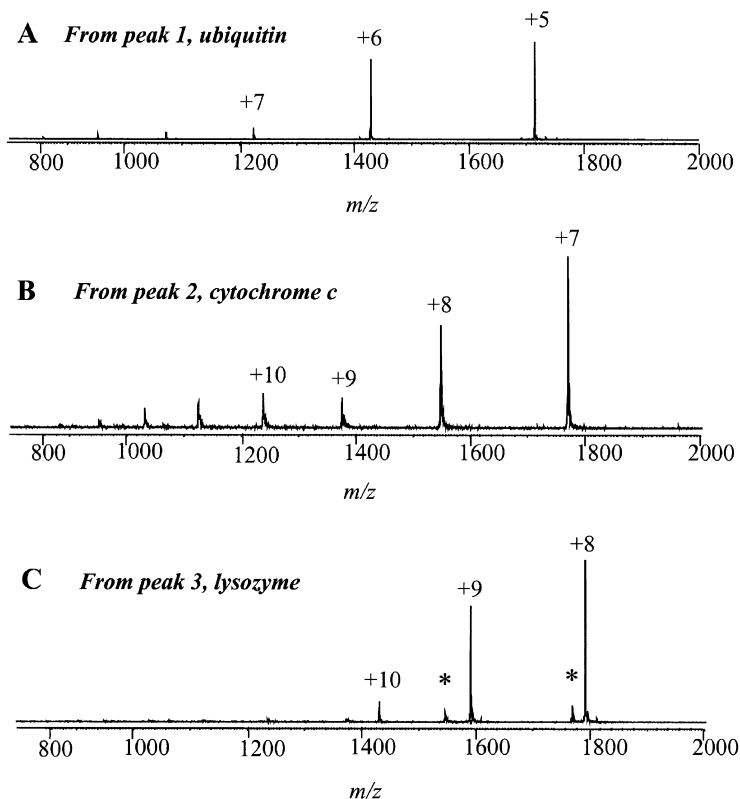 A From peak 1, ubiquitin
+7 +6 +5
800 1000 1200 1400 1600 1800 2000
m/z
B From peak 2, cytochrome c
+10 +9 +8 +7
800 1000 1200 1400 1600 1800 2000
m/z
C From peak 3, lysozyme
+10 * +9 * +8
800 1000 1200 1400 1600 1800 2000
m/z